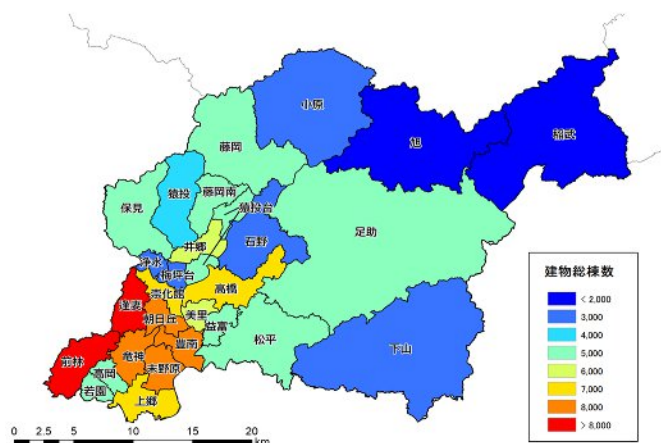 小原
旭
稲武
藤岡
猿投
藤岡南
保見
猿投台
石野
足助
井郷
浄水
梅坪台
崇化館
高橋
逢妻
朝日丘
美里
益富
松平
下山
前林
竜神
豊南
末野原
高岡
若園
上郷
建物総棟数
< 2,000
3,000
4,000
5,000
6,000
7,000
8,000
> 8,000
0 2.5 5 10 15 20
km